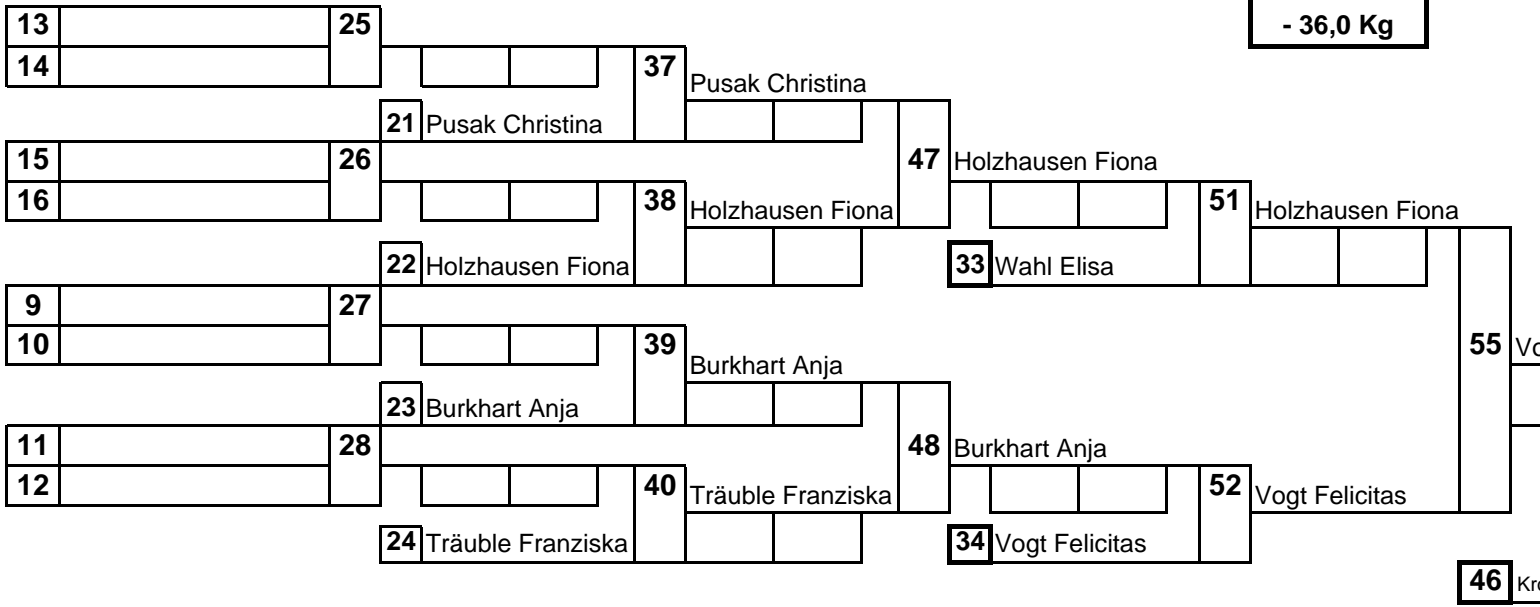 13 25 - 36,0 Kg
14 37 Pusak Christina
21 Pusak Christina
15 26 47 Holzhausen Fiona
16 38 Holzhausen Fiona 51 Holzhausen Fiona
22 Holzhausen Fiona 33 Wahl Elisa
9 27
10 39 Burkhart Anja 55
23 Burkhart Anja
11 28 48 Burkhart Anja
12 40 Träuble Franziska 52 Vogt Felicitas
24 Träuble Franziska 34 Vogt Felicitas
46